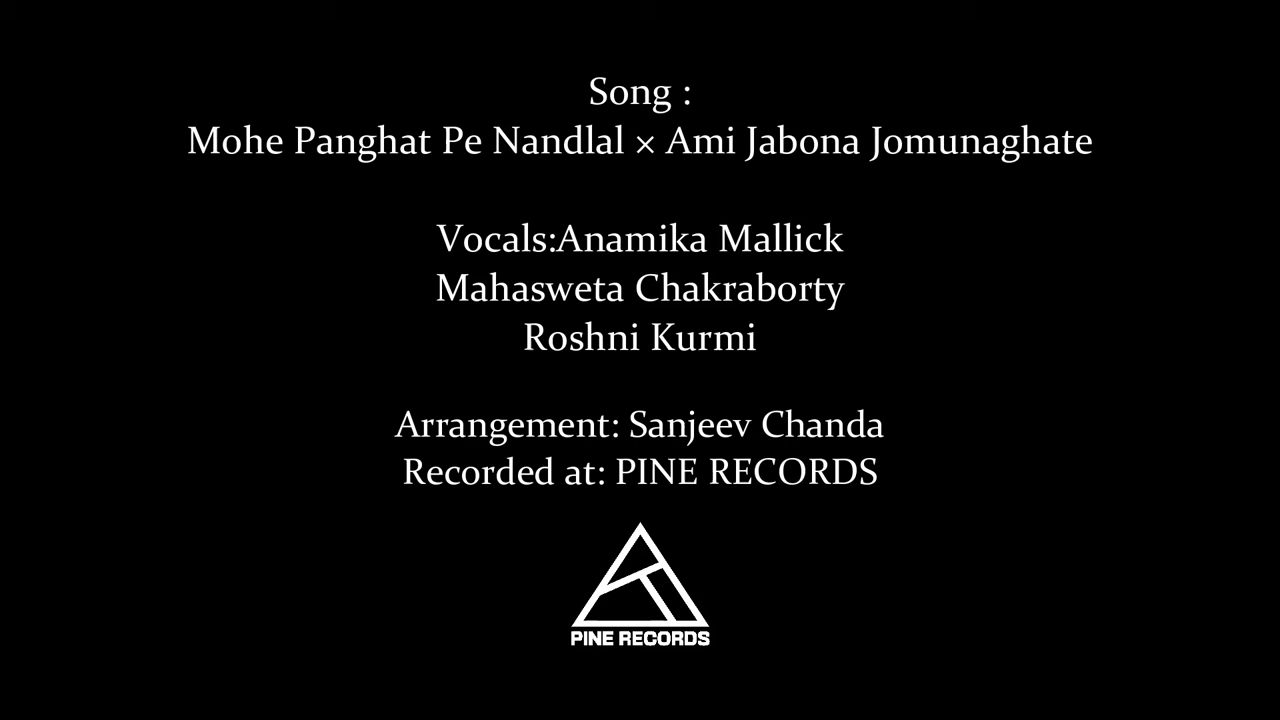 Song :
Mohe Panghat Pe Nandlal × Ami Jabona Jomunaghate
Vocals:Anamika Mallick
Mahasweta Chakraborty
Roshni Kurmi
Arrangement: Sanjeev Chanda
Recorded at: PINE RECORDS
PINE RECORDS